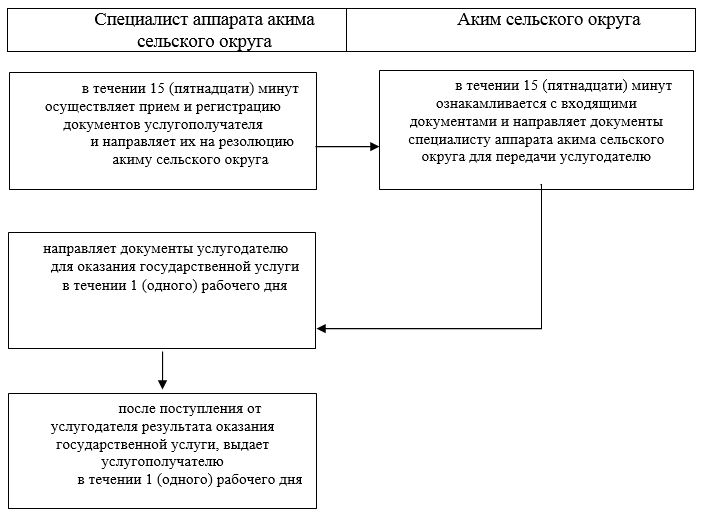 Специалист аппарата акима
сельского округа
Аким сельского округа
в течении 15 (пятнадцати) минут
осуществляет прием и регистрацию
документов услугополучателя
и направляет их на резолюцию
акиму сельского округа
в течении 15 (пятнадцати) минут
ознакамливается с входящими
документами и направляет документы
специалисту аппарата акима сельского
округа для передачи услугодателю
направляет документы услугодателю
для оказания государственной услуги
в течении 1 (одного) рабочего дня
после поступления от
услугодателя результата оказания
государственной услуги, выдает
услугополучателю
в течении 1 (одного) рабочего дня